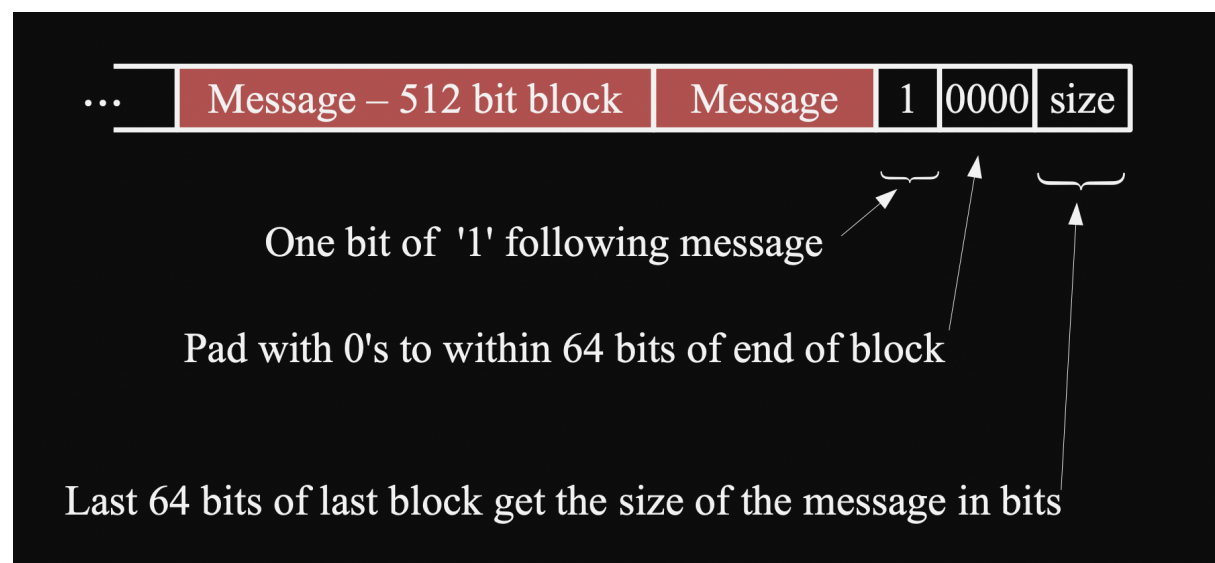 ... Message – 512 bit block Message 1 0000 size
One bit of '1' following message
Pad with 0's to within 64 bits of end of block
Last 64 bits of last block get the size of the message in bits